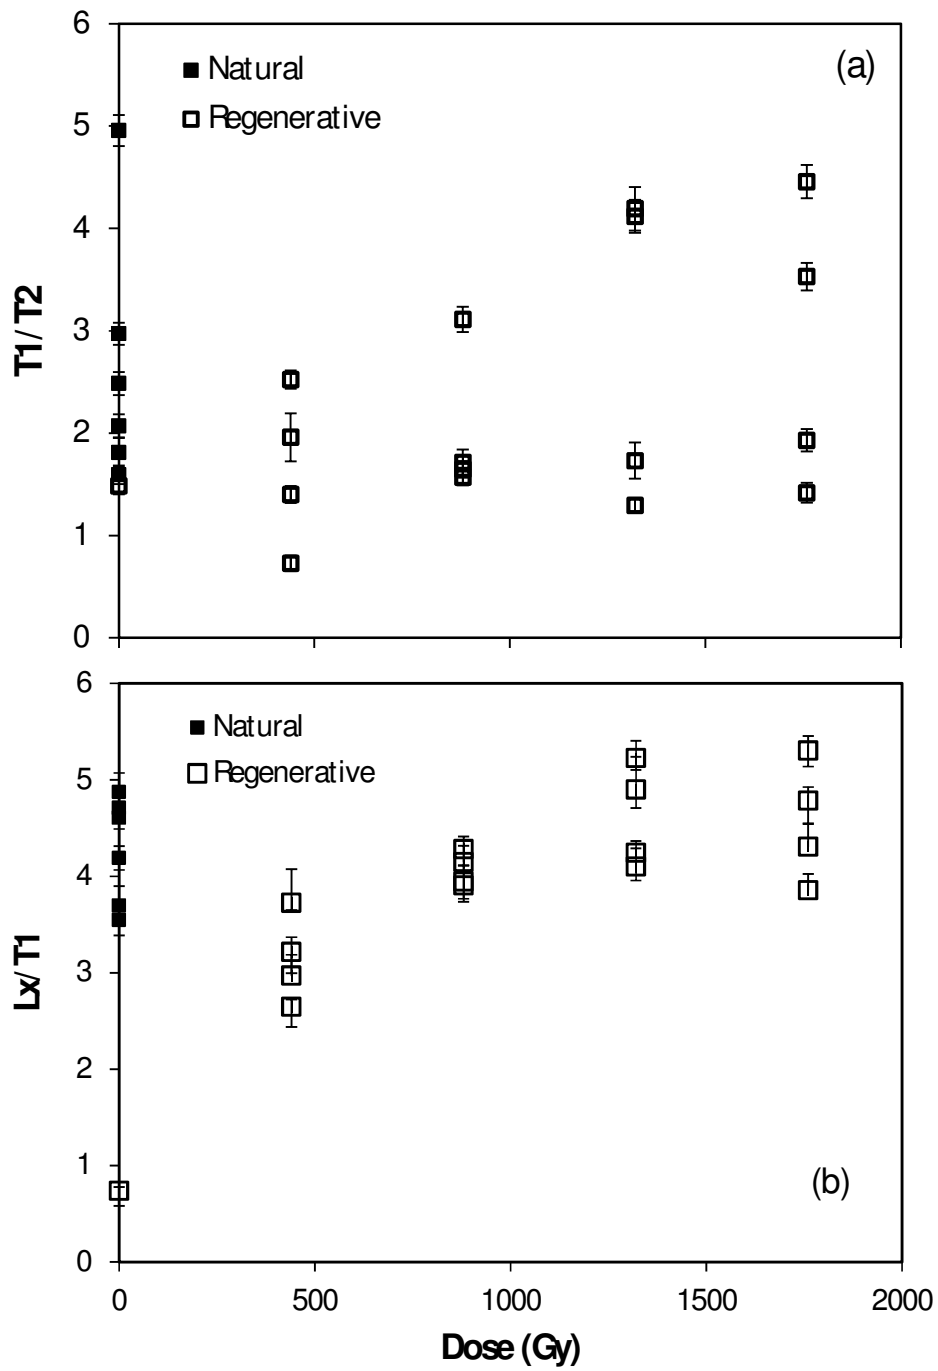 6
(a)
Natural
Regenerative
5
4
3
2
1
0
T1/T2
6
Natural
Regenerative
5
4
3
2
1
(b)
0
Lx/T1
0 500 1000 1500 2000
Dose (Gy)